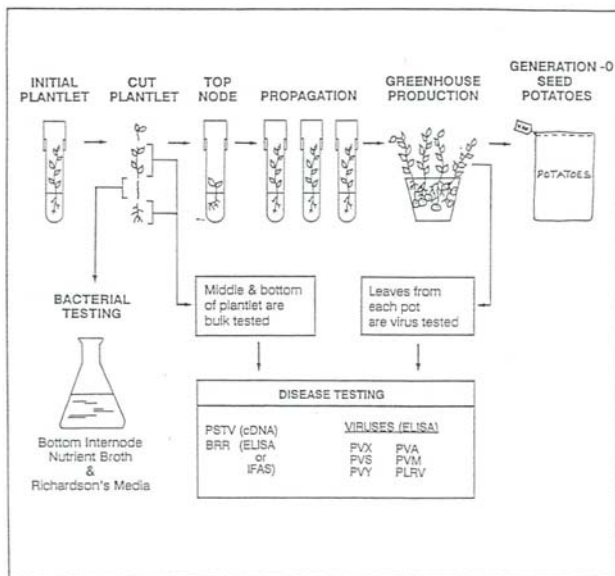 INITIAL
PLANTLET
CUT
PLANTLET
TOP
NODE
PROPAGATION
GREENHOUSE
PRODUCTION
GENERATION -0
SEED
POTATOES
POTATOES
BACTERIAL
TESTING
Middle & bottom
of plantlet are
bulk tested
Leaves from
each pot
are virus tested
Bottom Internode
Nutrient Broth
&
Richardson's Media
DISEASE TESTING
PSTV (cDNA)
BRR (ELISA
or
IFAS)
VIRUSES (ELISA)
PVX PVA
PVS PVM
PVY PLRV